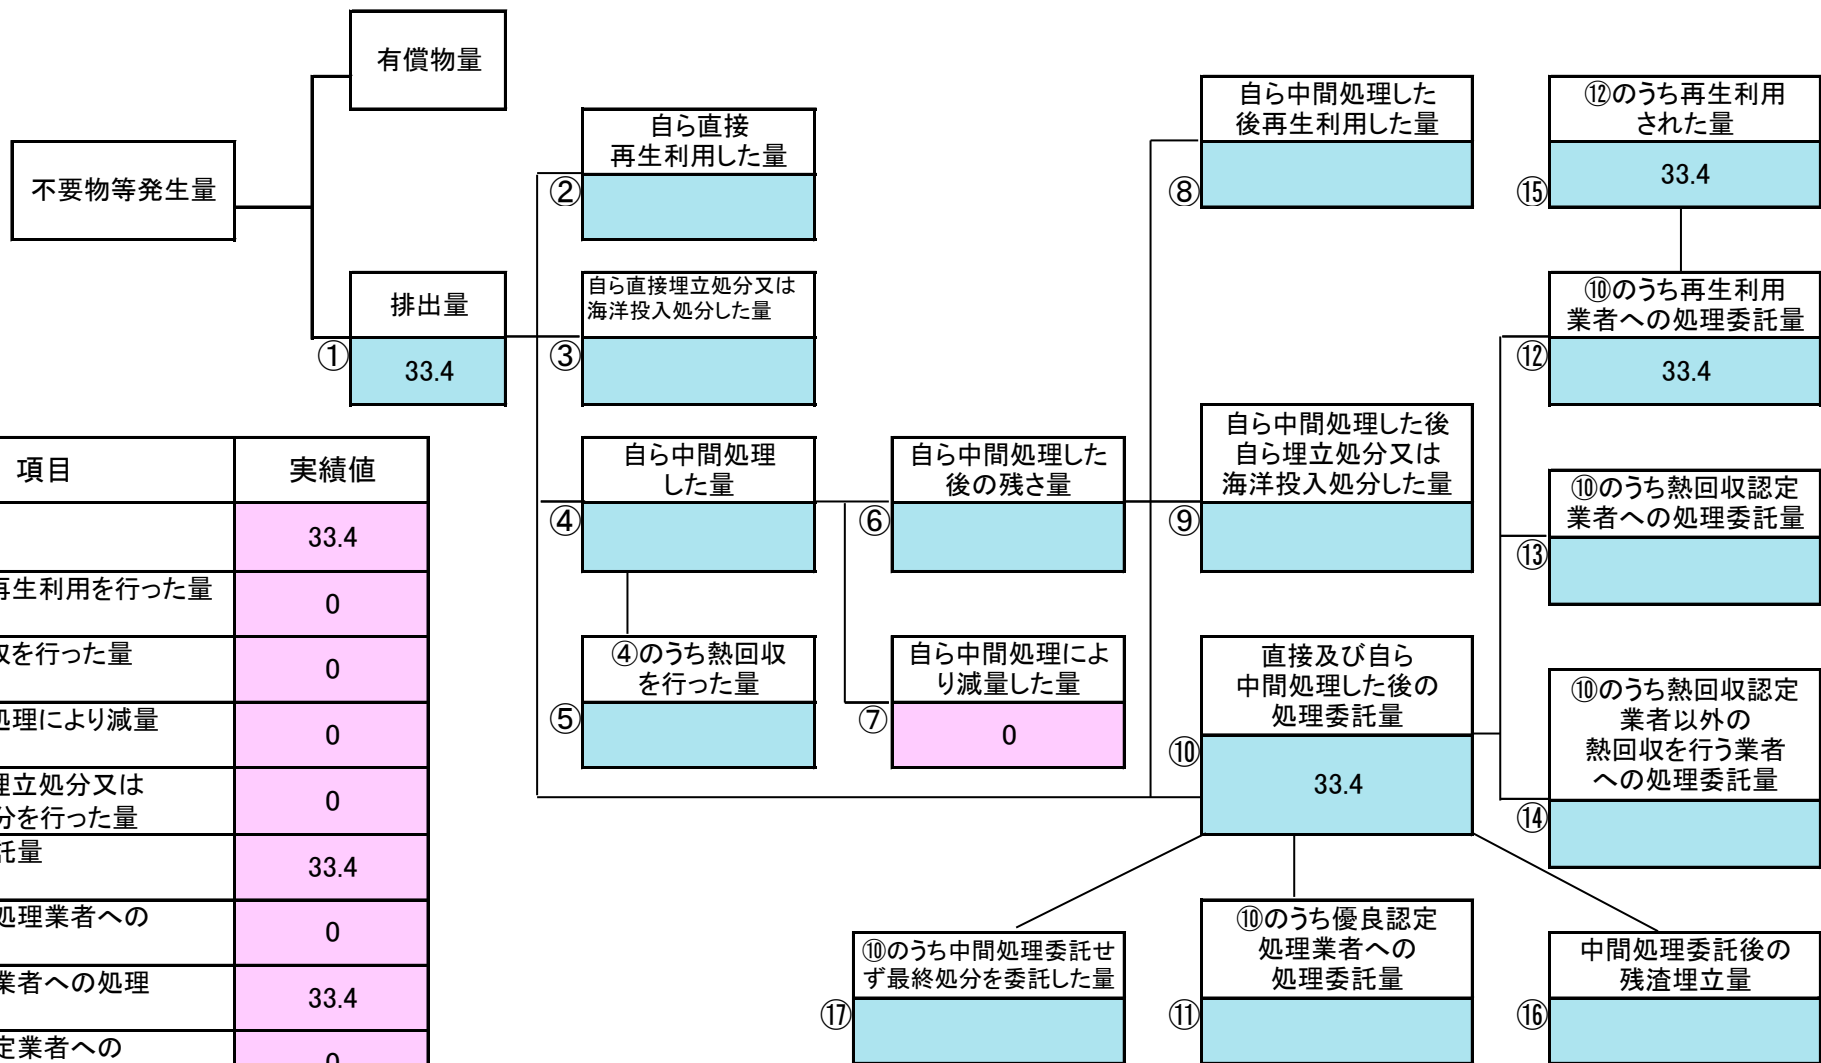 有償物量
不要物等発生量
排出量
①
33.4
自ら直接
再生利用した量
②
自ら直接埋立処分又は
海洋投入処分した量
③
自ら中間処理
した量
④
④のうち熱回収
を行った量
⑤
自ら中間処理した
後の残さ量
⑥
自ら中間処理によ
り減量した量
⑦
0
自ら中間処理した
後再生利用した量
⑧
自ら中間処理した後
自ら埋立処分又は
海洋投入処分した量
⑨
直接及び自ら
中間処理した後の
処理委託量
⑩
33.4
⑫のうち再生利用
された量
⑮
33.4
⑩のうち再生利用
業者への処理委託量
⑫
33.4
⑩のうち熱回収認定
業者への処理委託量
⑬
⑩のうち熱回収認定
業者以外の
熱回収を行う業者
への処理委託量
⑭
⑩のうち中間処理委託せ
ず最終処分を委託した量
⑰
⑩のうち優良認定
処理業者への
処理委託量
⑪
中間処理委託後の
残渣埋立量
⑯
項目 実績値
33.4
再生利用を行った量
0
を行った量
0
処理により減量
0
埋立処分又は
分を行った量
0
託量
33.4
処理業者への
0
業者への処理
33.4
定業者への
0